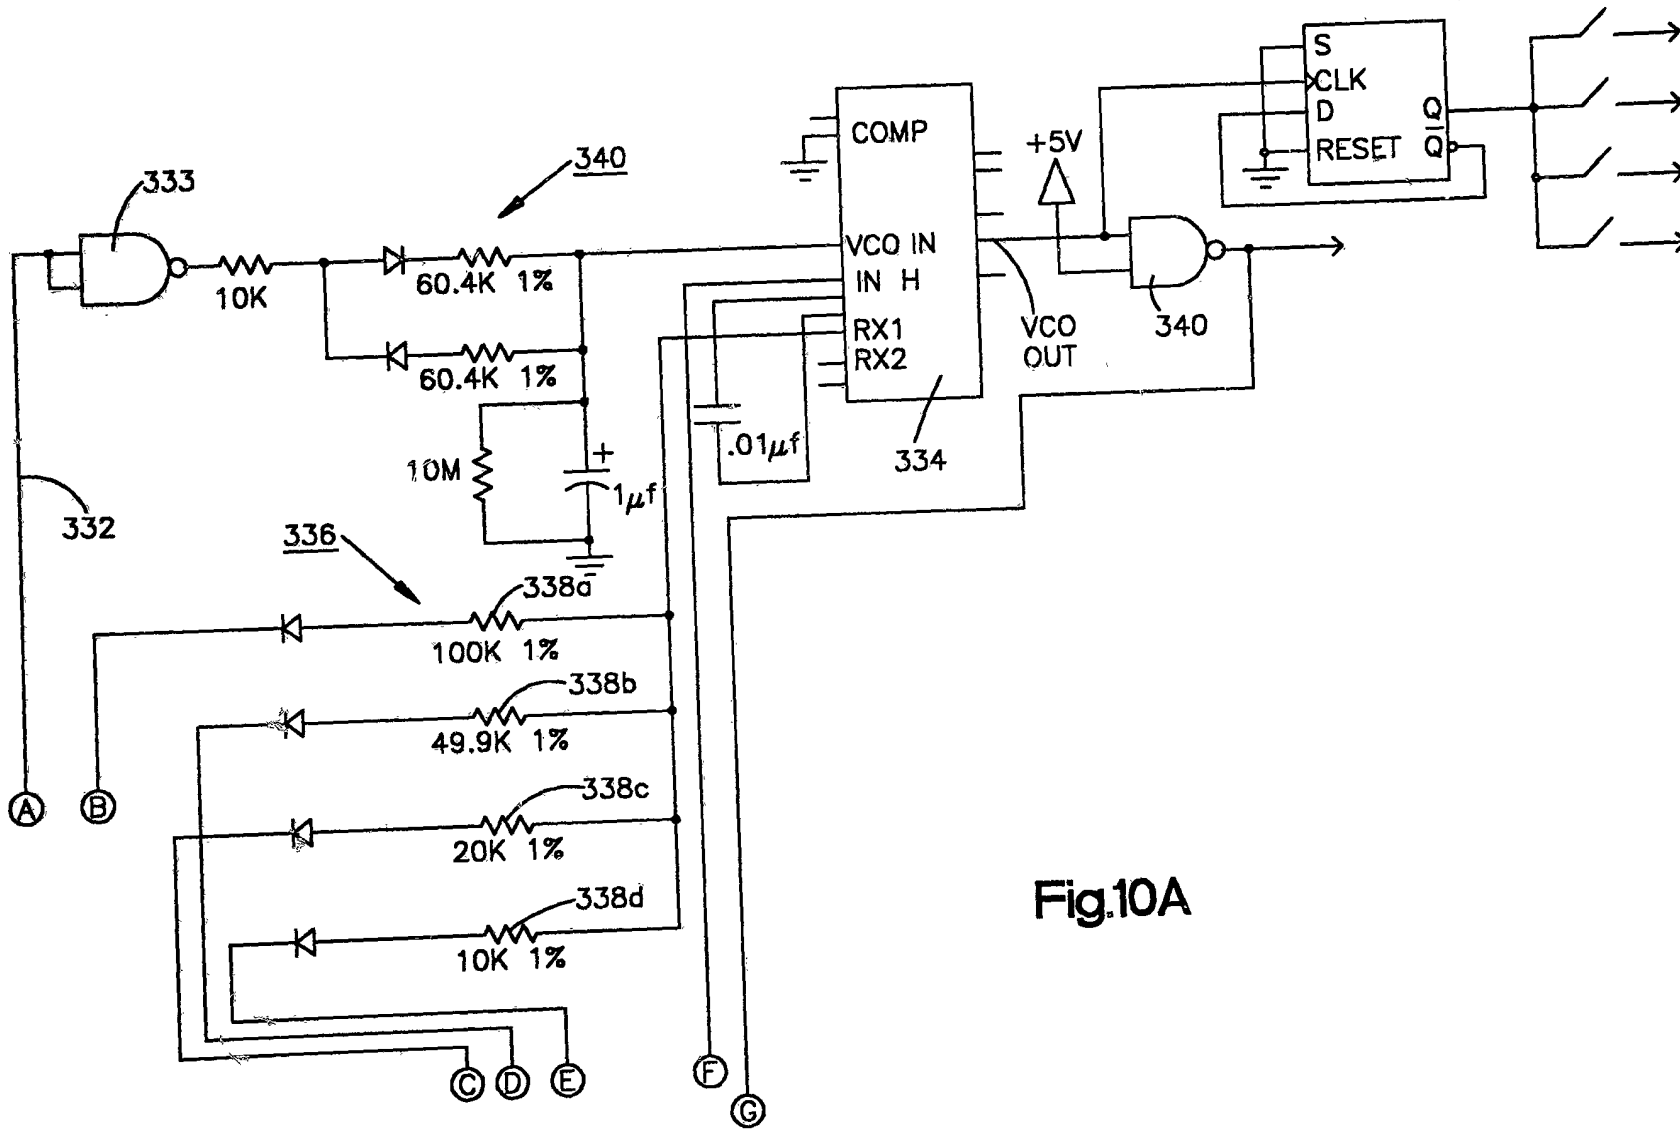 S
CLK
D
Q
RESET
Q̅
COMP
+5V
340
333
VCO IN
IN H
10K
60.4K 1%
RX1
VCO
OUT
340
RX2
60.4K 1%
.01μf
334
10M
+
1μf
332
336
338a
100K 1%
338b
49.9K 1%
338c
A
B
20K 1%
338d
10K 1%
Fig.10A
C
D
E
F
G